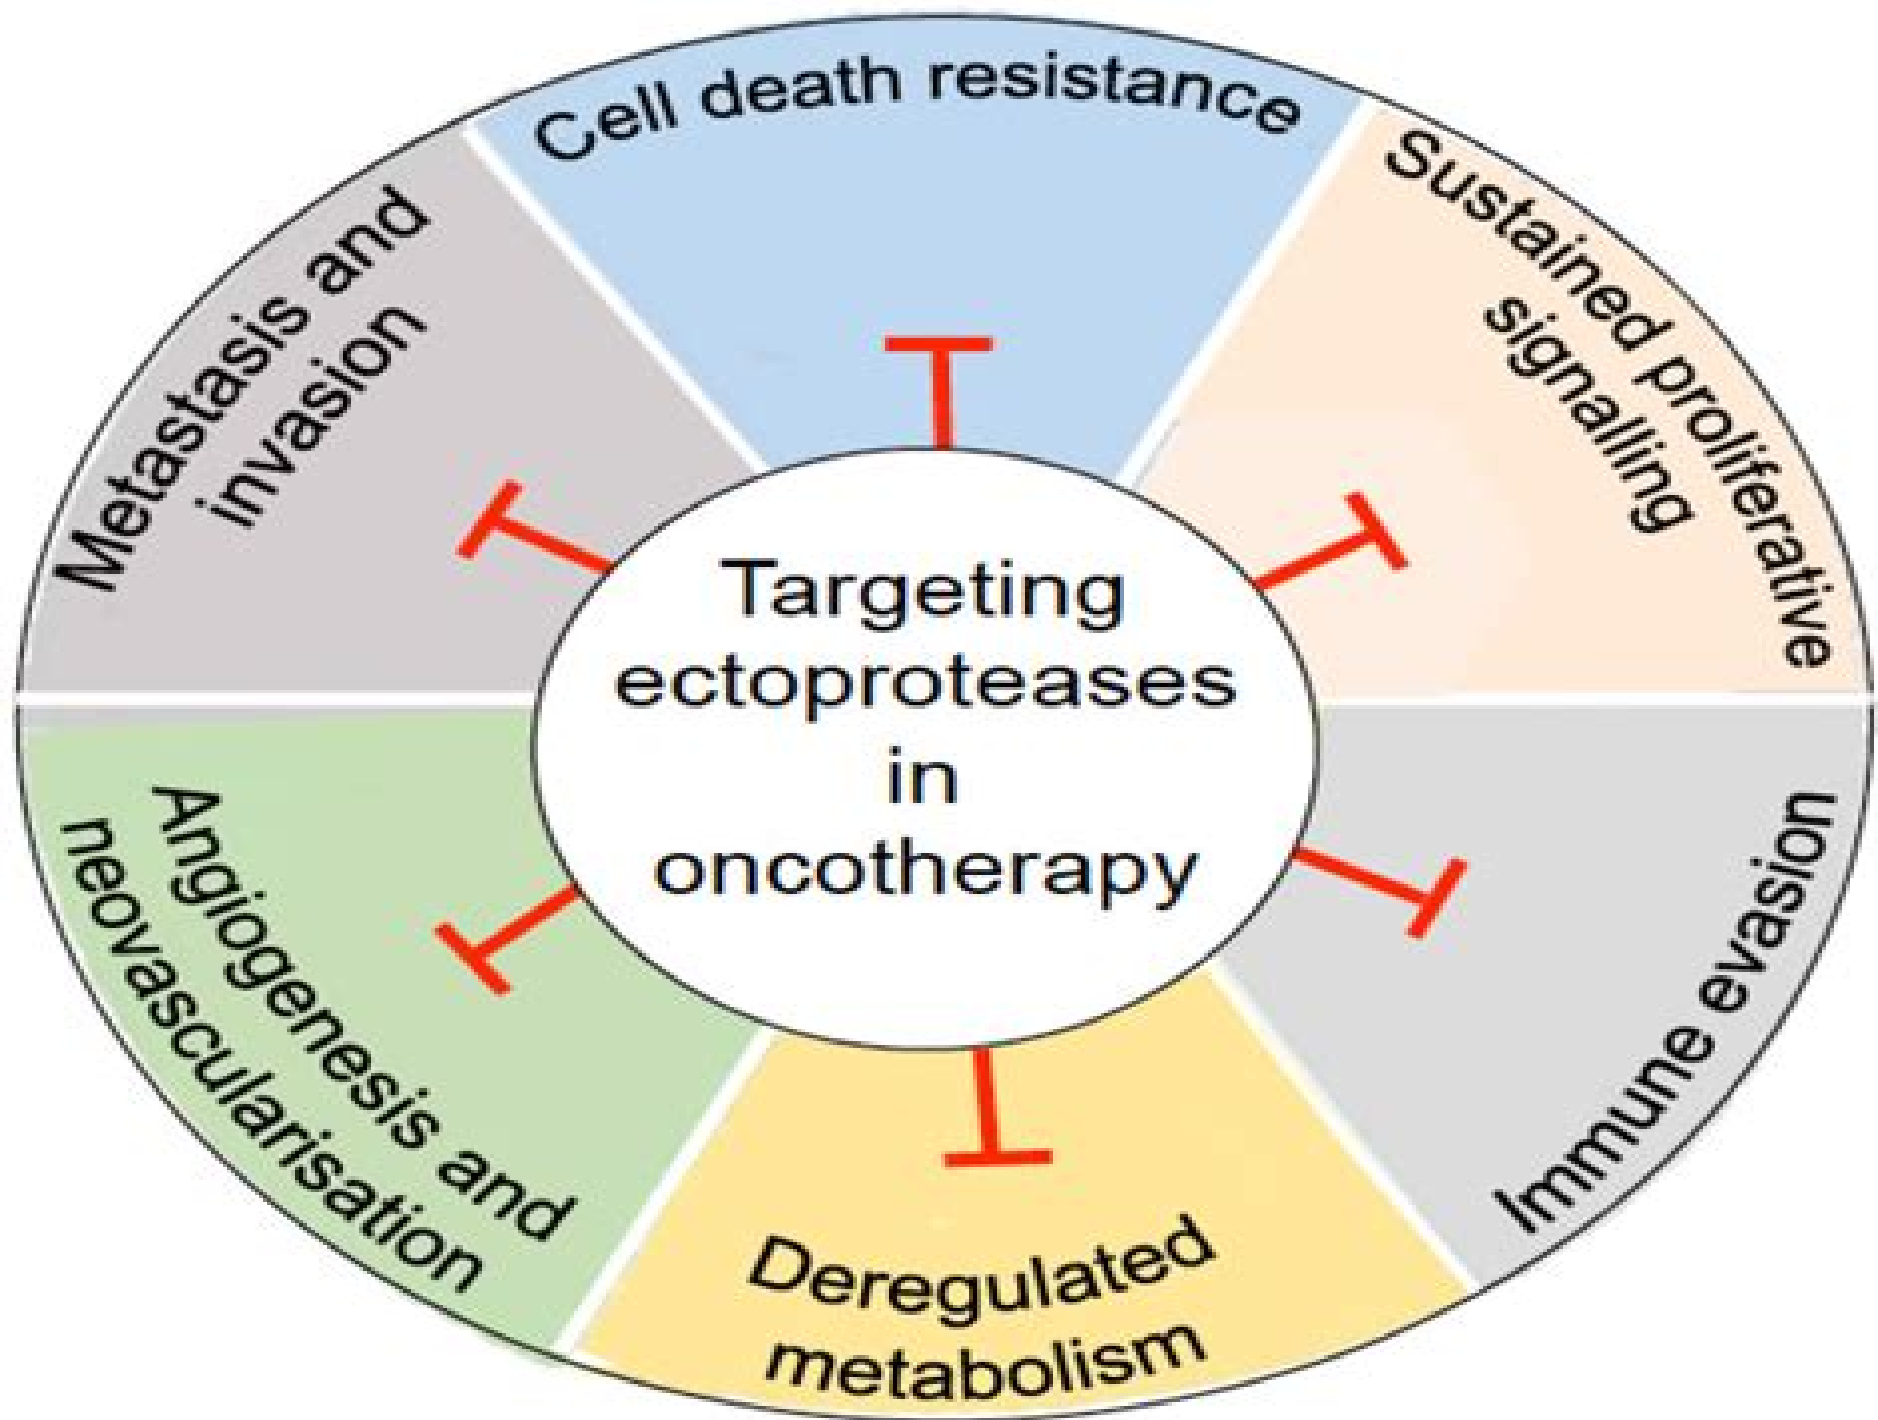 Cell death resistance
Sustained proliferative
signalling
Immune evasion
Deregulated
metabolism
Angiogenesis and
neovascularisation
Metastasis and
invasion
Targeting
ectoproteases
in
oncotherapy